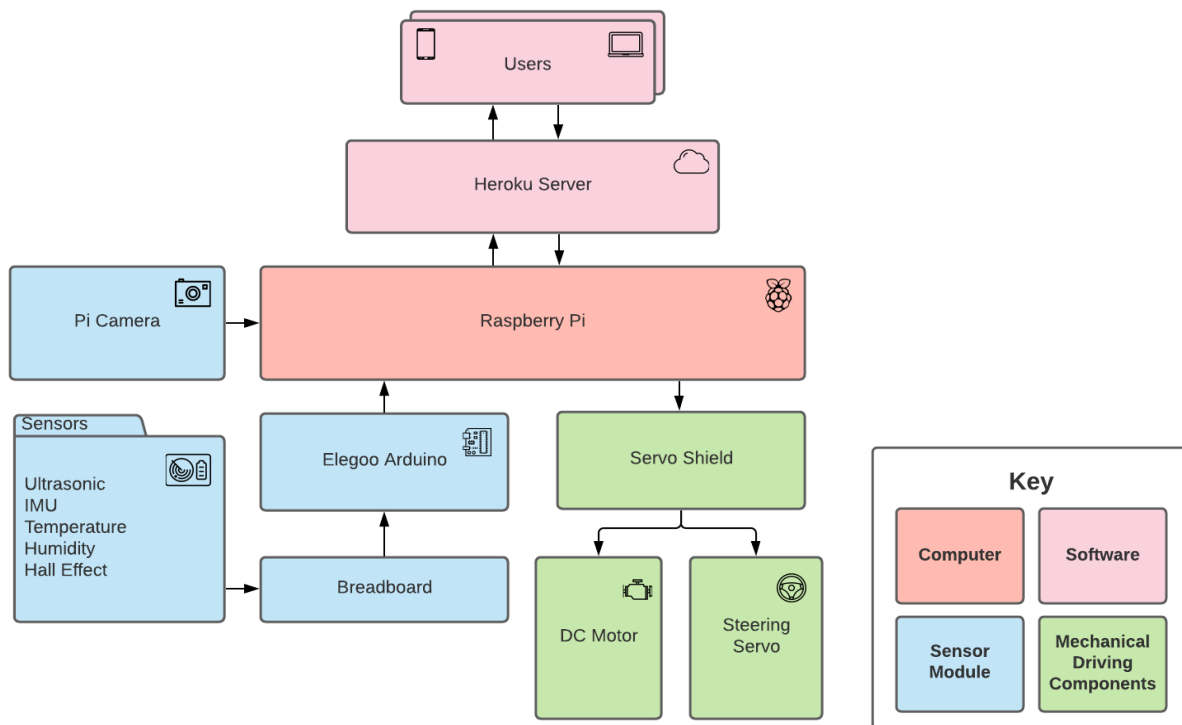 Users
Heroku Server
Pi Camera
Raspberry Pi
Sensors
Ultrasonic
IMU
Temperature
Humidity
Hall Effect
Elegoo Arduino
Breadboard
Servo Shield
DC Motor
Steering
Servo
Key
Computer
Software
Sensor
Module
Mechanical
Driving
Components